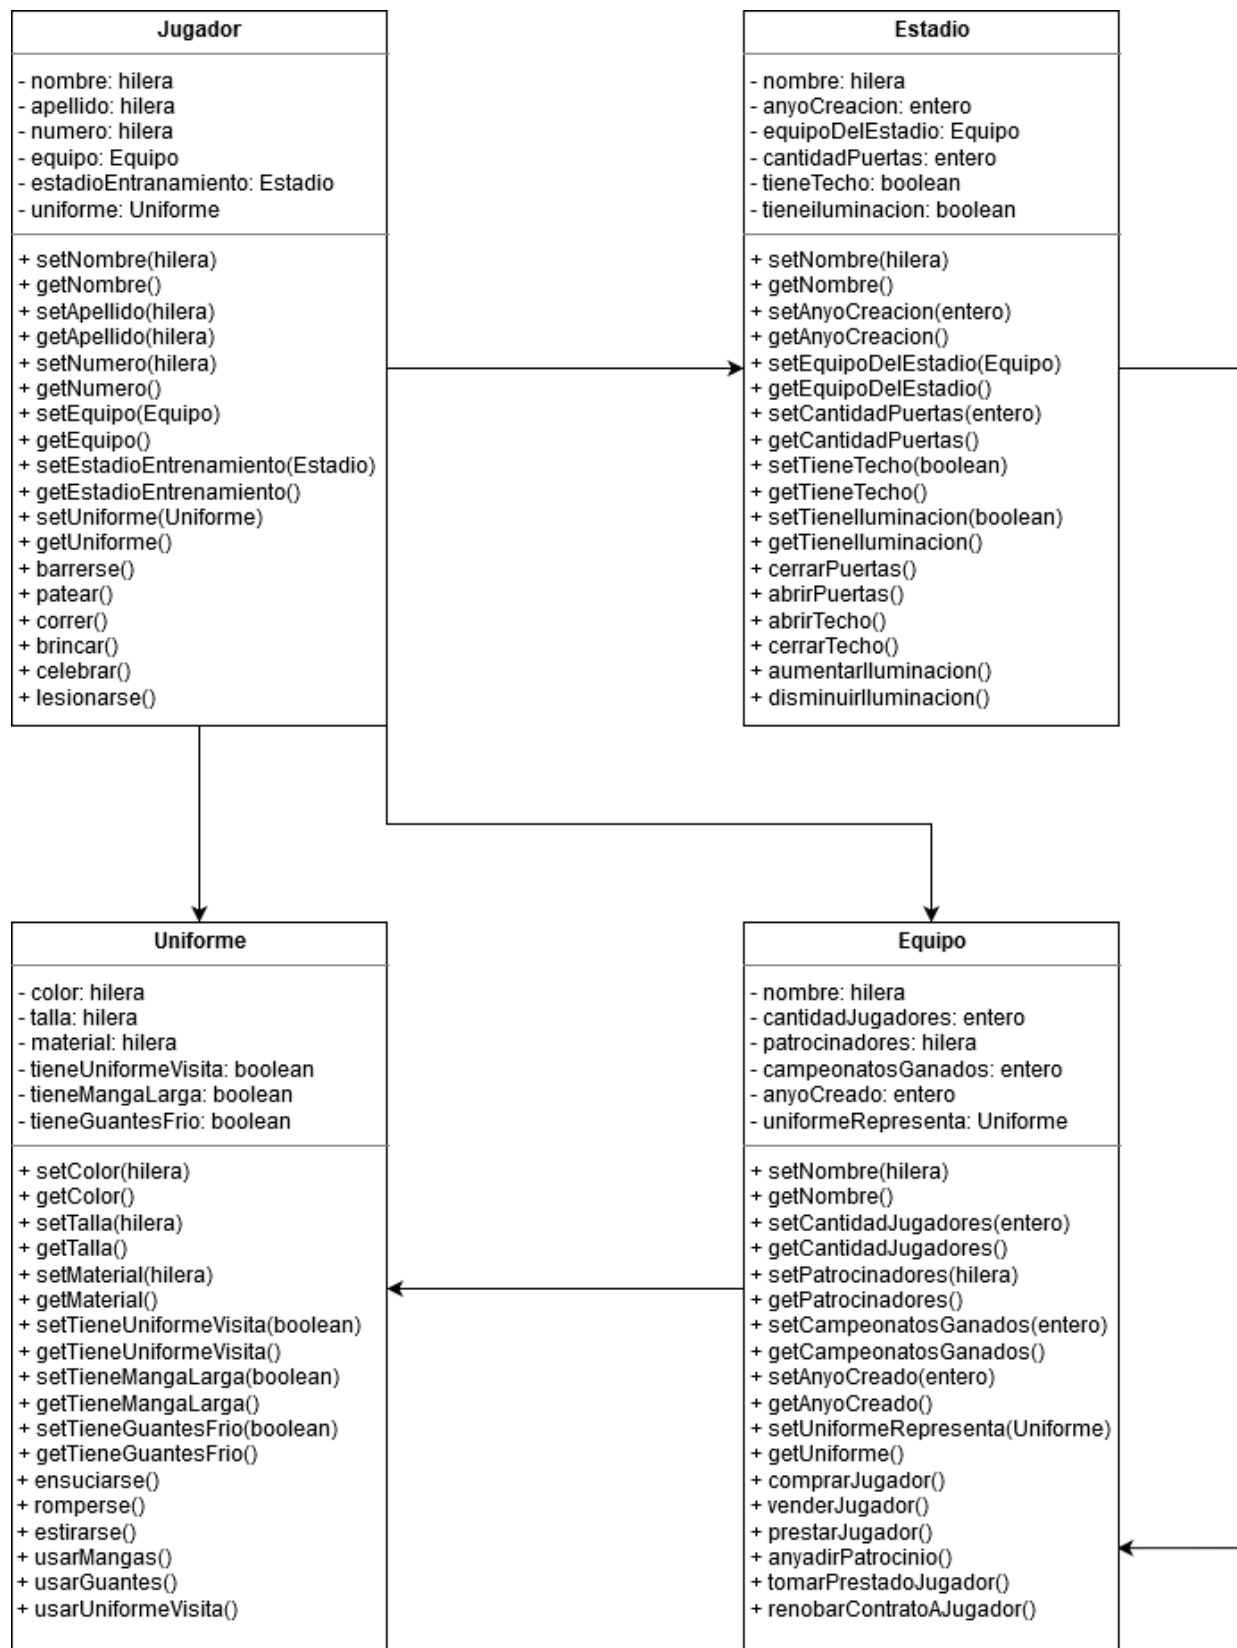 Jugador
- nombre: hilera
- apellido: hilera
- numero: hilera
- equipo: Equipo
- estadioEntranamiento: Estadio
- uniforme: Uniforme
+ setNombre(hilera)
+ getNombre()
+ setApellido(hilera)
+ getApellido(hilera)
+ setNumero(hilera)
+ getNumero()
+ setEquipo(Equipo)
+ getEquipo()
+ setEstadioEntrenamiento(Estadio)
+ getEstadioEntrenamiento()
+ setUniforme(Uniforme)
+ getUniforme()
+ barrerse()
+ patear()
+ correr()
+ brincar()
+ celebrar()
+ lesionarse()
Estadio
- nombre: hilera
- anyoCreacion: entero
- equipoDelEstadio: Equipo
- cantidadPuertas: entero
- tieneTecho: boolean
- tieneiluminacion: boolean
+ setNombre(hilera)
+ getNombre()
+ setAnyoCreacion(entero)
+ getAnyoCreacion()
+ setEquipoDelEstadio(Equipo)
+ getEquipoDelEstadio()
+ setCantidadPuertas(entero)
+ getCantidadPuertas()
+ setTieneTecho(boolean)
+ getTieneTecho()
+ setTieneIluminacion(boolean)
+ getTieneIluminacion()
+ cerrarPuertas()
+ abrirPuertas()
+ abrirTecho()
+ cerrarTecho()
+ aumentarIluminacion()
+ disminuirIluminacion()
Uniforme
- color: hilera
- talla: hilera
- material: hilera
- tieneUniformeVisita: boolean
- tieneMangaLarga: boolean
- tieneGuantesFrio: boolean
+ setColor(hilera)
+ getColor()
+ setTalla(hilera)
+ getTalla()
+ setMaterial(hilera)
+ getMaterial()
+ setTieneUniformeVisita(boolean)
+ getTieneUniformeVisita()
+ setTieneMangaLarga(boolean)
+ getTieneMangaLarga()
+ setTieneGuantesFrio(boolean)
+ getTieneGuantesFrio()
+ ensuciarse()
+ romperse()
+ estirarse()
+ usarMangas()
+ usarGuantes()
+ usarUniformeVisita()
Equipo
- nombre: hilera
- cantidadJugadores: entero
- patrocinadores: hilera
- campeonatosGanados: entero
- anyoCreado: entero
- uniformeRepresenta: Uniforme
+ setNombre(hilera)
+ getNombre()
+ setCantidadJugadores(entero)
+ getCantidadJugadores()
+ setPatrocinadores(hilera)
+ getPatrocinadores()
+ setCampeonatosGanados(entero)
+ getCampeonatosGanados()
+ setAnyoCreado(entero)
+ getAnyoCreado()
+ setUniformeRepresenta(Uniforme)
+ getUniforme()
+ comprarJugador()
+ venderJugador()
+ prestarJugador()
+ anyadirPatrocinio()
+ tomarPrestadoJugador()
+ renobarContratoAJugador()